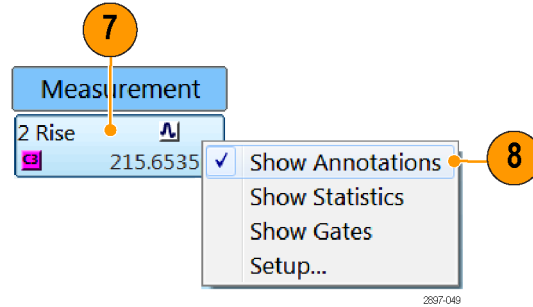 7
Measurement
2 Rise
C3 215.6535
✓ Show Annotations
8
Show Statistics
Show Gates
Setup...
2897-049